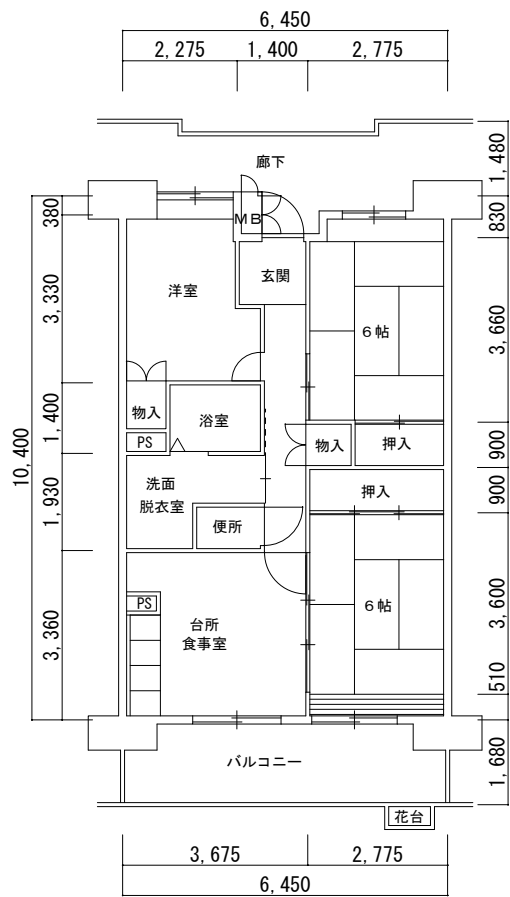 6,450
2,275
1,400
2,775
廊下
1,480
380
830
MB
玄関
洋室
6帖
3,330
3,660
10,400
物入
浴室
物入
押入
1,400
900
PS
洗面
脱衣室
押入
900
1,930
便所
PS
台所
食事室
6帖
3,600
3,360
510
バルコニー
1,680
花台
3,675
2,775
6,450